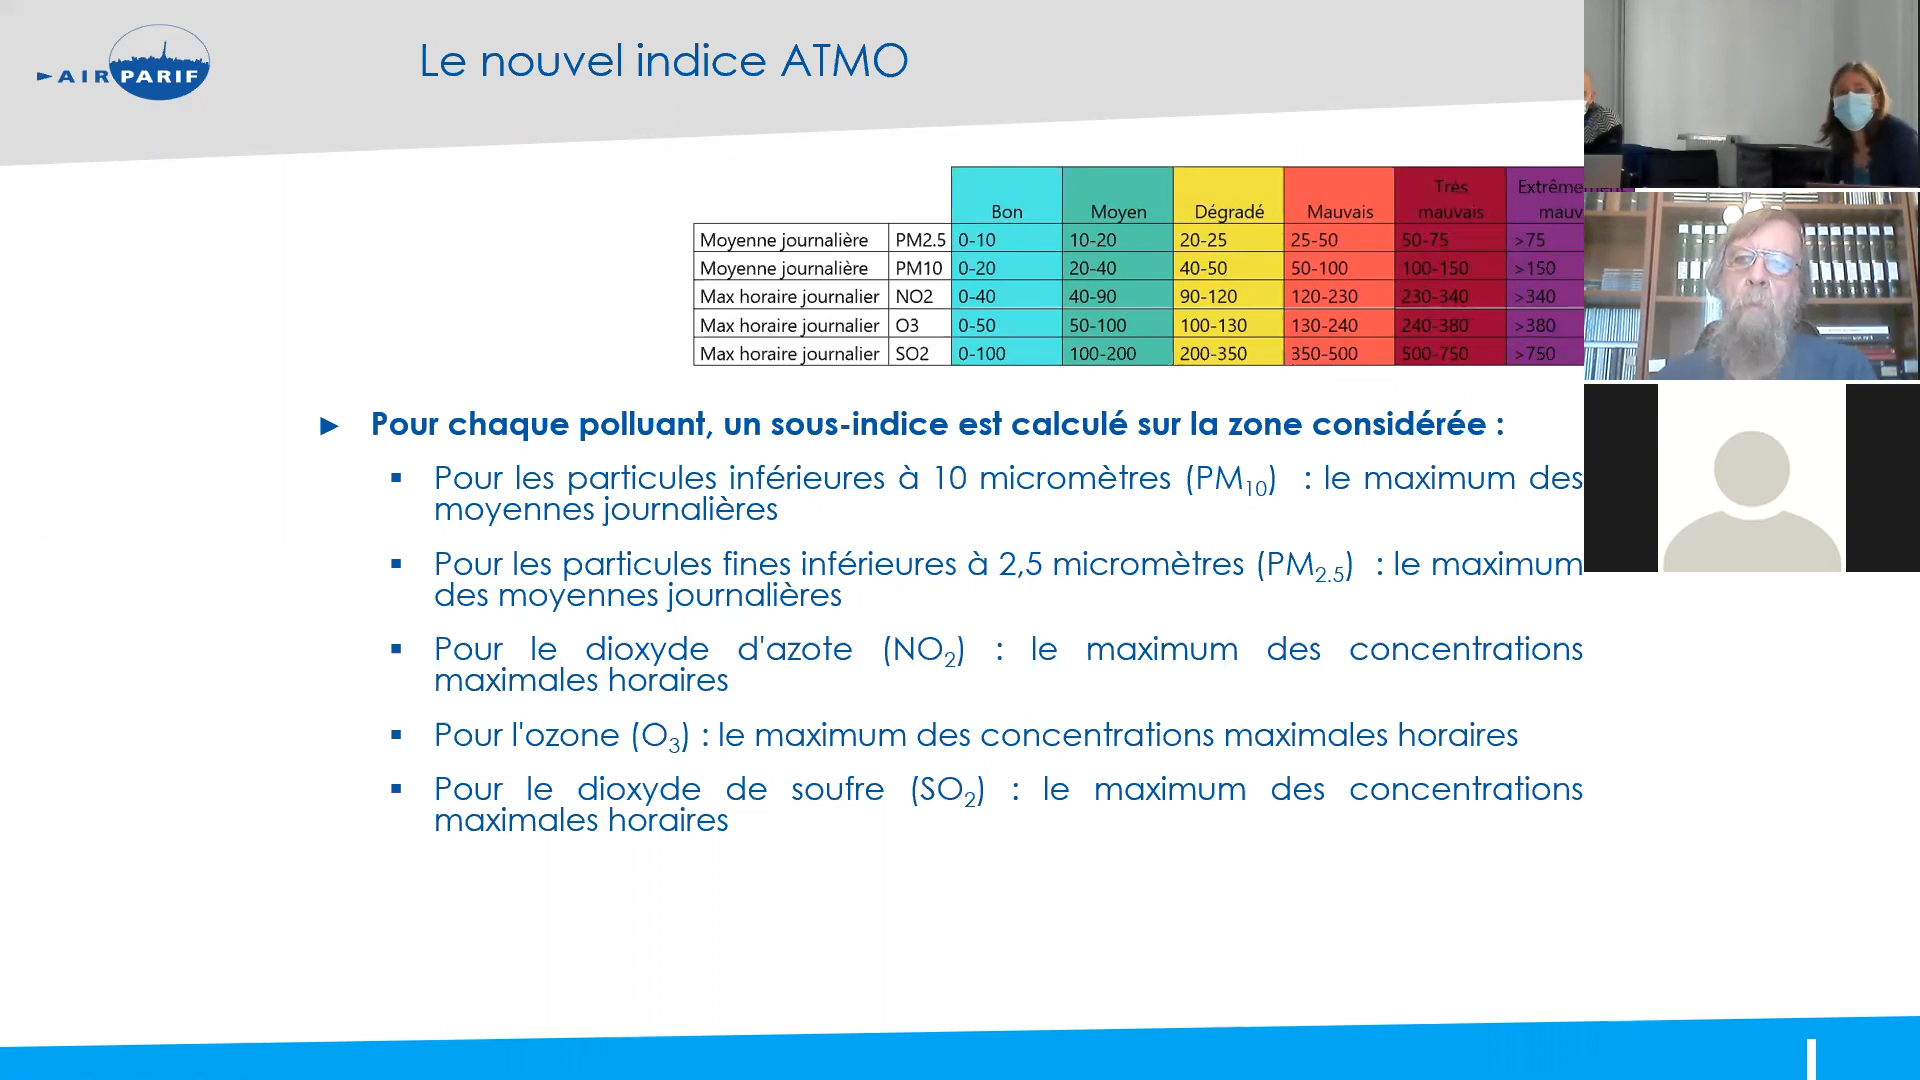 AIRPARIF
Le nouvel indice ATMO
Bon Moyen Dégradé Mauvais Très mauvais Extrêmement mauv
Moyenne journalière PM2.5 0-10 10-20 20-25 25-50 50-75 >75
Moyenne journalière PM10 0-20 20-40 40-50 50-100 100-150 >150
Max horaire journalier NO2 0-40 40-90 90-120 120-230 230-340 >340
Max horaire journalier O3 0-50 50-100 100-130 130-240 240-380 >380
Max horaire journalier SO2 0-100 100-200 200-350 350-500 500-750 >750
► Pour chaque polluant, un sous-indice est calculé sur la zone considérée :
▪ Pour les particules inférieures à 10 micromètres (PM10) : le maximum des
moyennes journalières
▪ Pour les particules fines inférieures à 2,5 micromètres (PM2.5) : le maximum
des moyennes journalières
▪ Pour le dioxyde d'azote (NO2) : le maximum des concentrations
maximales horaires
▪ Pour l'ozone (O3) : le maximum des concentrations maximales horaires
▪ Pour le dioxyde de soufre (SO2) : le maximum des concentrations
maximales horaires